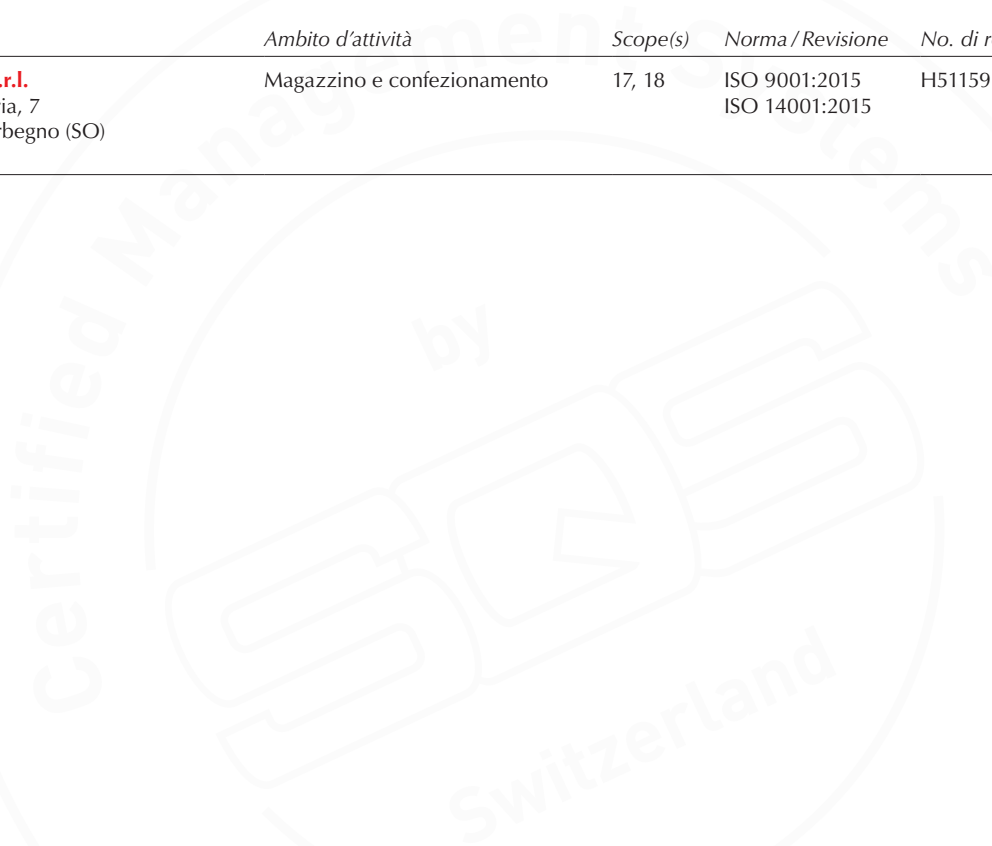 Ambito d'attività Scope(s) Norma / Revisione No. di r
.r.l. Magazzino e confezionamento 17, 18 ISO 9001:2015 H51159
ia, 7 ISO 14001:2015
rbegno (SO)
Certified Management Systems
by
SQS
Switzerland